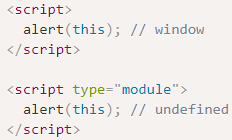 <script>
alert(this); // window
</script>
<script type="module">
alert(this); // undefined
</script>